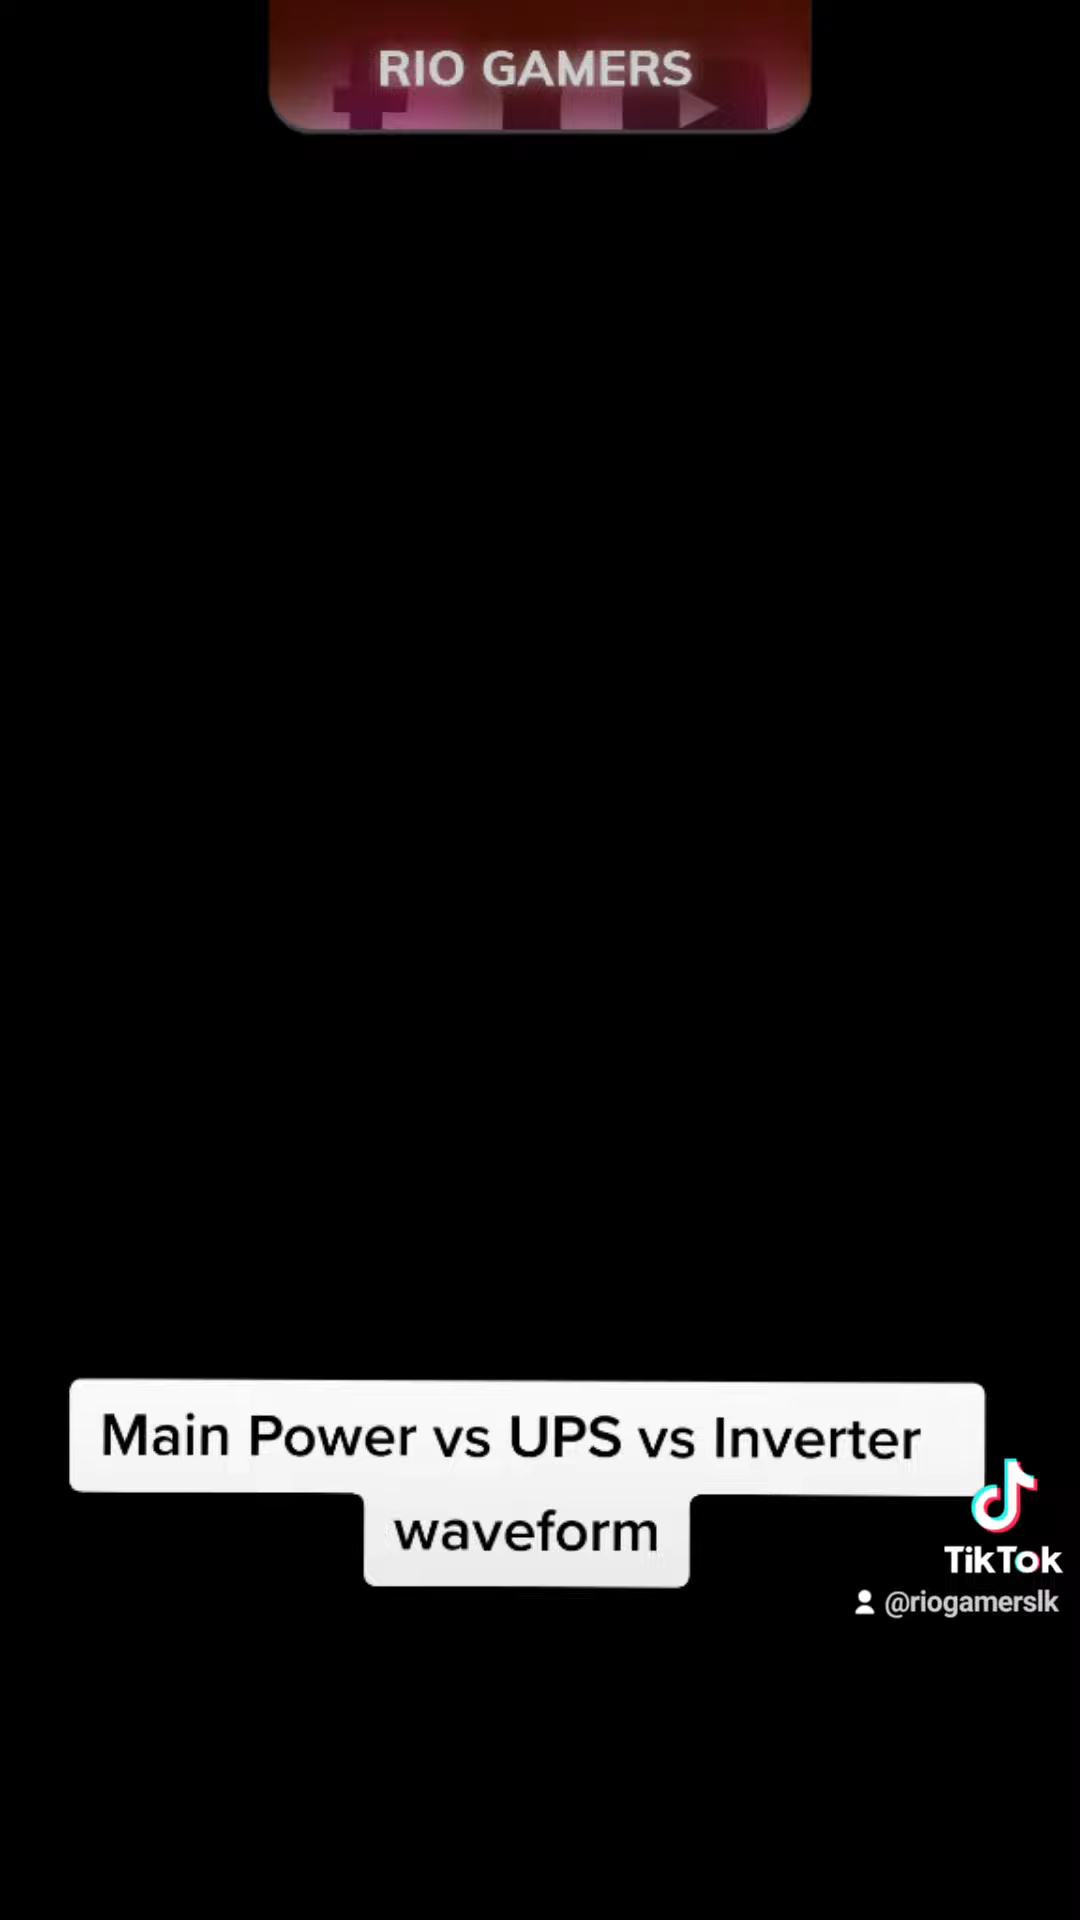 RIO GAMERS
Main Power vs UPS vs Inverter
waveform
TikTok
@riogamerslk